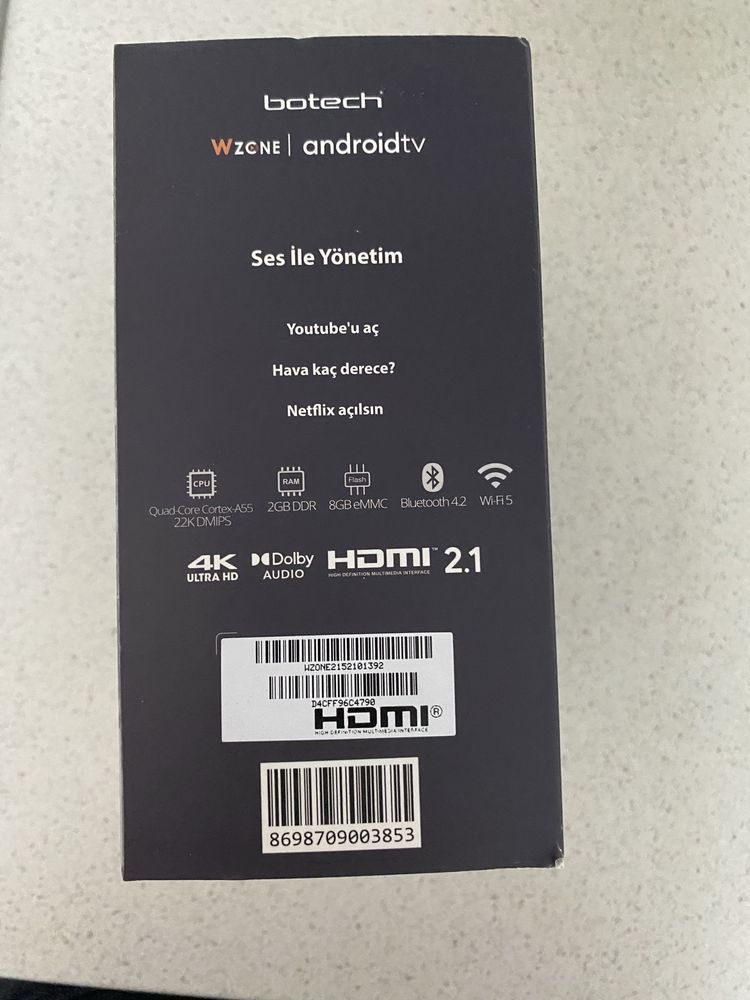 botech
WZONE | androidtv
Ses İle Yönetim
Youtube'u aç
Hava kaç derece?
Netflix açılsın
CPU
RAM
Flash
Quad-Core Cortex-A55
22K DMIPS
2GB DDR
8GB eMMC
Bluetooth 4.2
Wi-Fi 5
4K
ULTRA HD
Dolby
AUDIO
HDMI™ 2.1
HIGH DEFINITION MULTIMEDIA INTERFACE
WZONE2152101392
D4CFF96C4790
HDMI®
HIGH DEFINITION MULTIMEDIA INTERFACE
8698709003853